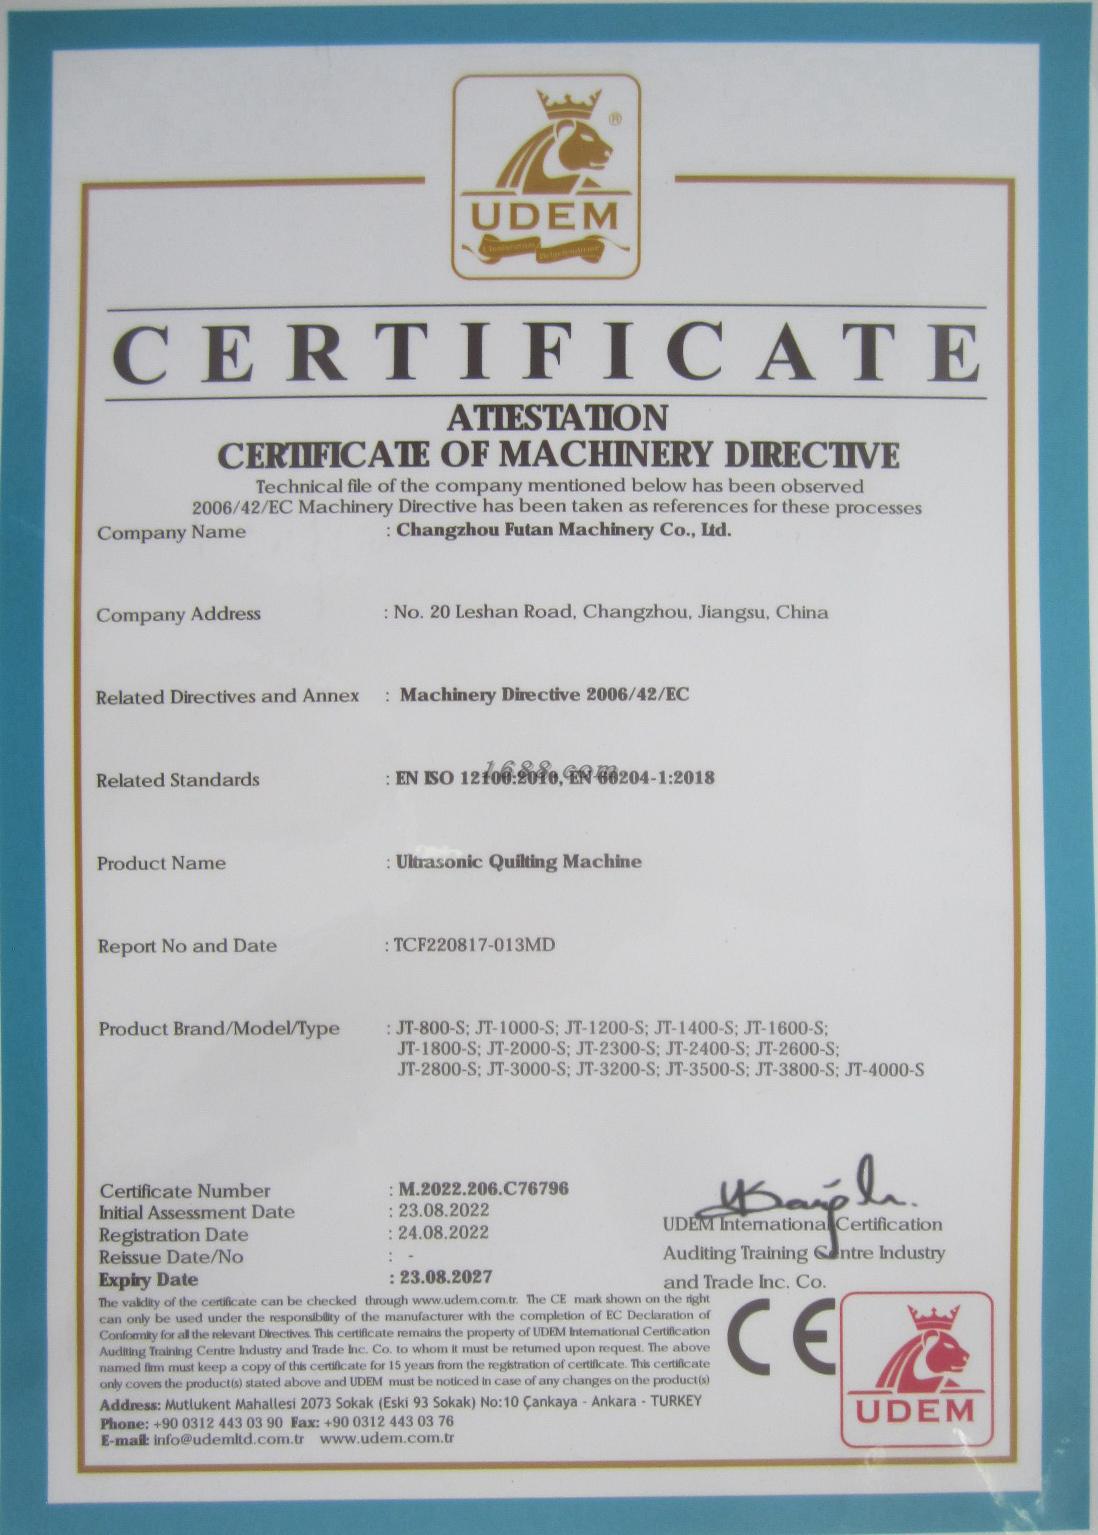 ®
UDEM
CERTIFICATE
ATTESTATION
CERTIFICATE OF MACHINERY DIRECTIVE
Technical file of the company mentioned below has been observed
2006/42/EC Machinery Directive has been taken as references for these processes
Company Name : Changzhou Futan Machinery Co., Ltd.
Company Address : No. 20 Leshan Road, Changzhou, Jiangsu, China
Related Directives and Annex : Machinery Directive 2006/42/EC
1688.com
Related Standards : EN ISO 12100:2010, EN 60204-1:2018
Product Name : Ultrasonic Quilting Machine
Report No and Date : TCF220817-013MD
Product Brand/Model/Type : JT-800-S; JT-1000-S; JT-1200-S; JT-1400-S; JT-1600-S;
JT-1800-S; JT-2000-S; JT-2300-S; JT-2400-S; JT-2600-S;
JT-2800-S; JT-3000-S; JT-3200-S; JT-3500-S; JT-3800-S; JT-4000-S
Certificate Number : M.2022.206.C76796
Initial Assessment Date : 23.08.2022
Registration Date : 24.08.2022
Reissue Date/No : -
Expiry Date : 23.08.2027
UDEM International Certification
Auditing Training Centre Industry
and Trade Inc. Co.
The validity of the certificate can be checked through www.udem.com.tr. The CE mark shown on the right
can only be used under the responsibility of the manufacturer with the completion of EC Declaration of
Conformity for all the relevant Directives. This certificate remains the property of UDEM International Certification
Auditing Training Centre Industry and Trade Inc. Co. to whom it must be returned upon request. The above
named firm must keep a copy of this certificate for 15 years from the registration of certificate. This certificate
only covers the product(s) stated above and UDEM must be noticed in case of any changes on the product(s)
Address: Mutlukent Mahallesi 2073 Sokak (Eski 93 Sokak) No:10 Çankaya - Ankara - TURKEY
Phone: +90 0312 443 03 90 Fax: +90 0312 443 03 76
E-mail: info@udemltd.com.tr www.udem.com.tr
CE
UDEM